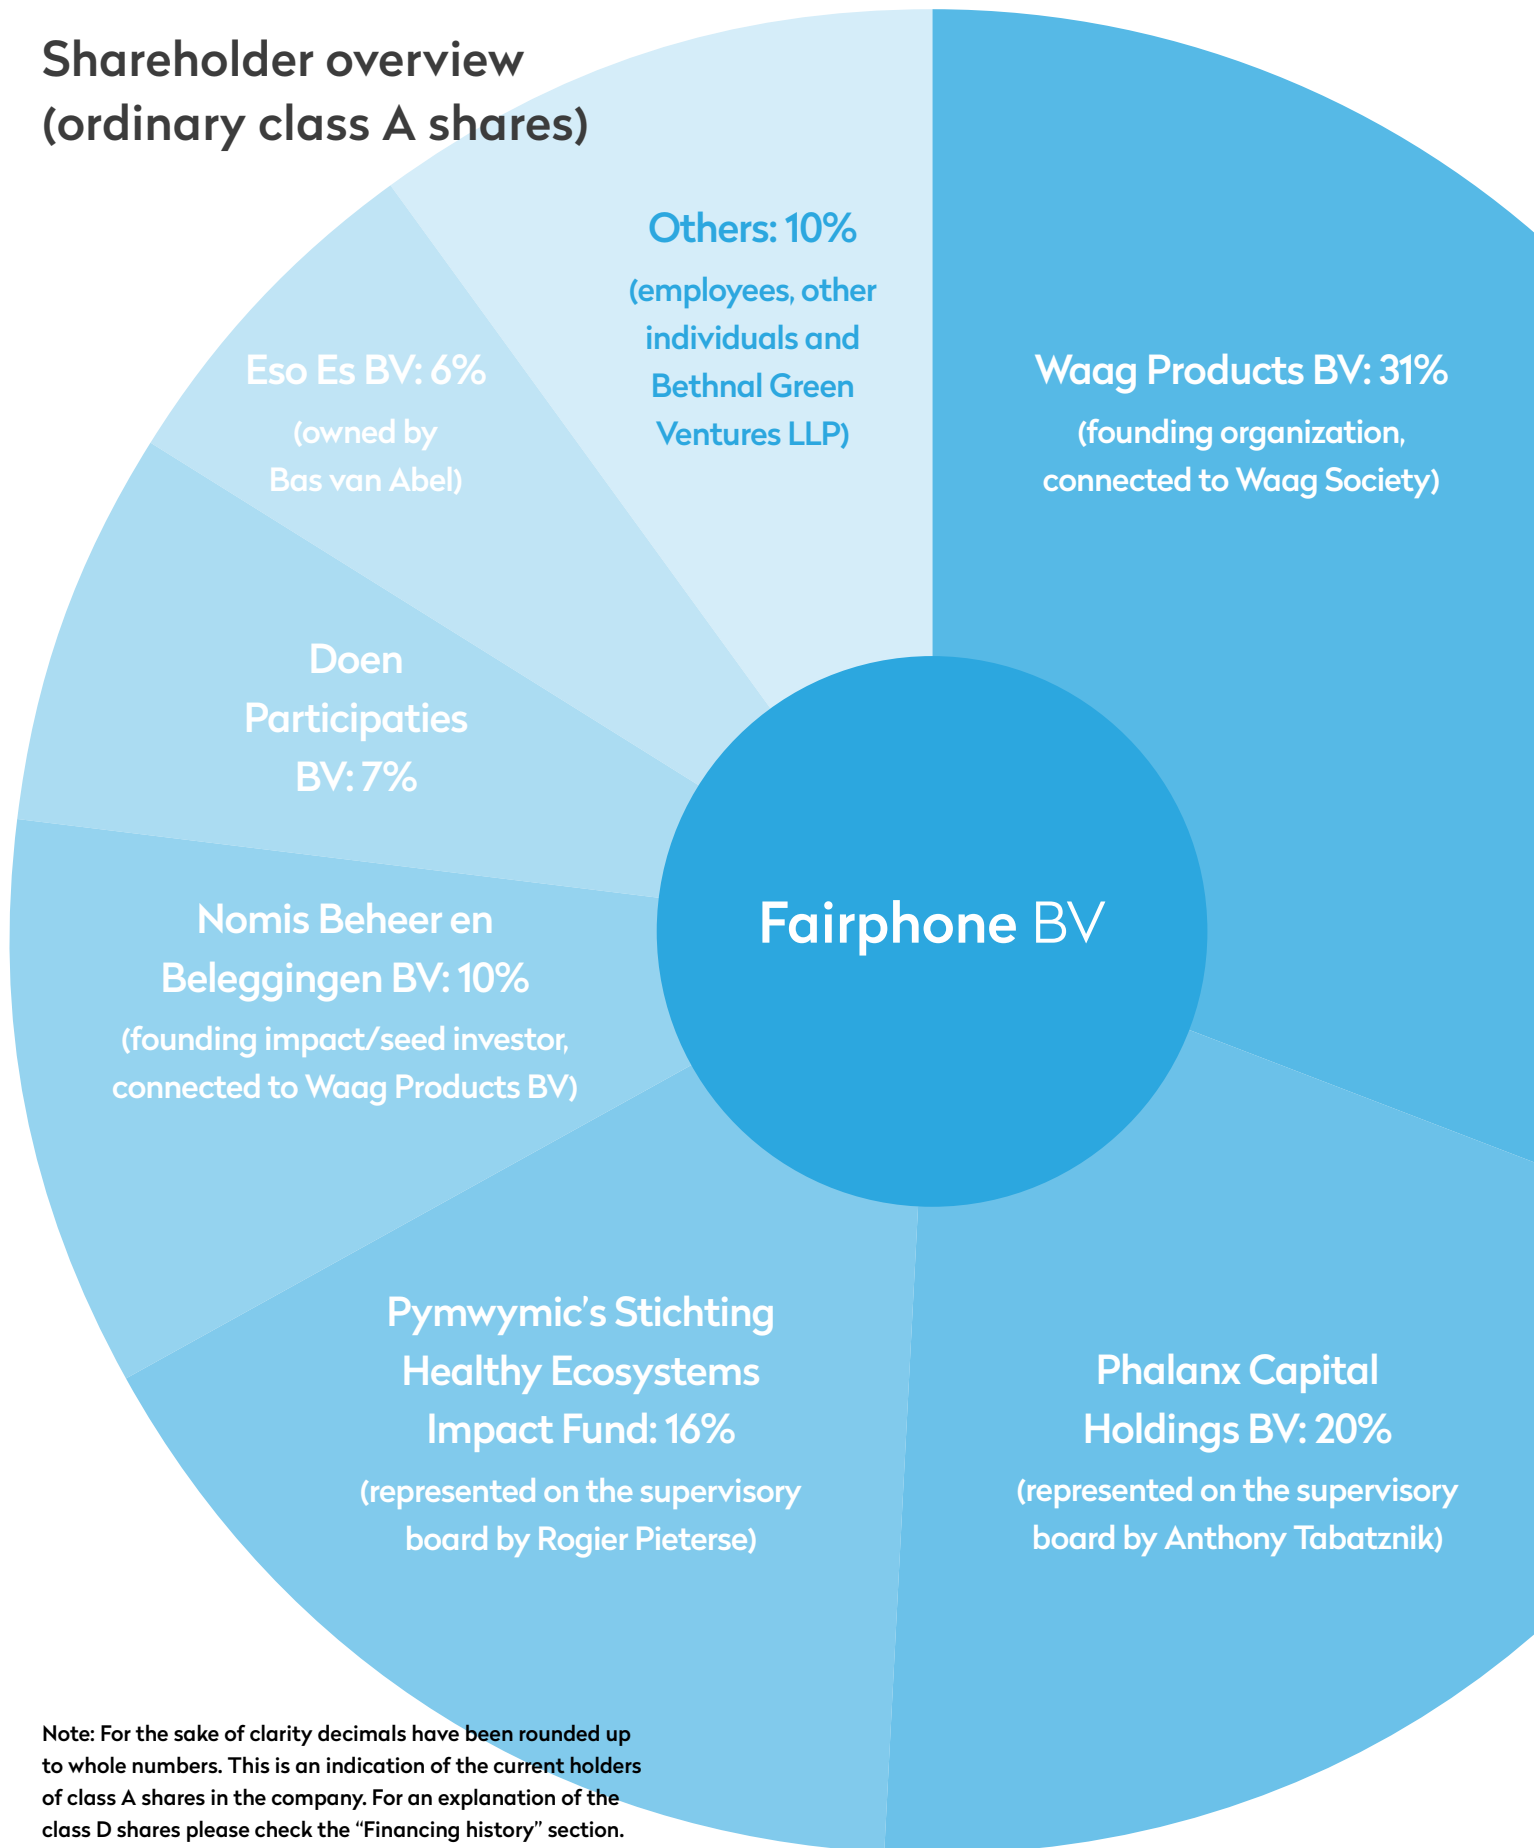 Shareholder overview
(ordinary class A shares)
Others: 10%
(employees, other
individuals and
Bethnal Green
Ventures LLP)
Waag Products BV: 31%
(founding organization,
connected to Waag Society)
Eso Es BV: 6%
(owned by
Bas van Abel)
Doen
Participaties
BV: 7%
Nomis Beheer en
Beleggingen BV: 10%
(founding impact/seed investor,
connected to Waag Products BV)
Fairphone BV
Pymwymic's Stichting
Healthy Ecosystems
Impact Fund: 16%
(represented on the supervisory
board by Rogier Pieterse)
Phalanx Capital
Holdings BV: 20%
(represented on the supervisory
board by Anthony Tabatznik)
Note: For the sake of clarity decimals have been rounded up
to whole numbers. This is an indication of the current holders
of class A shares in the company. For an explanation of the
class D shares please check the “Financing history” section.